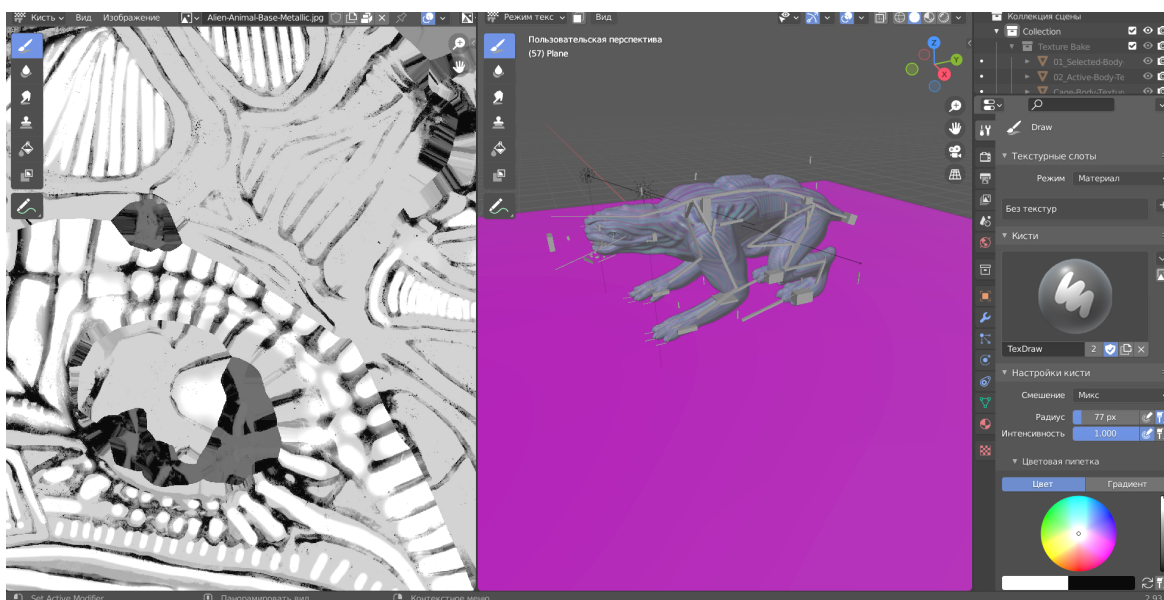 Кисть
Вид
Изображение
Alien-Animal-Base-Metallic.jpg
Режим текс
Вид
Коллекция сцены
Collection
Texture Bake
01_Selected-Body
02_Active-Body-Te
Cage-Body-Texture
Пользовательская перспектива
(57) Plane
Z
Y
X
Draw
Текстурные слоты
Режим
Материал
Без текстур
Кисти
TexDraw
2
Настройки кисти
Смешение
Микс
Радиус
77 px
Интенсивность
1.000
Цветовая пипетка
Цвет
Градиент
Set Active Modifier
Панорамировать вид
Контекстное меню
2.93